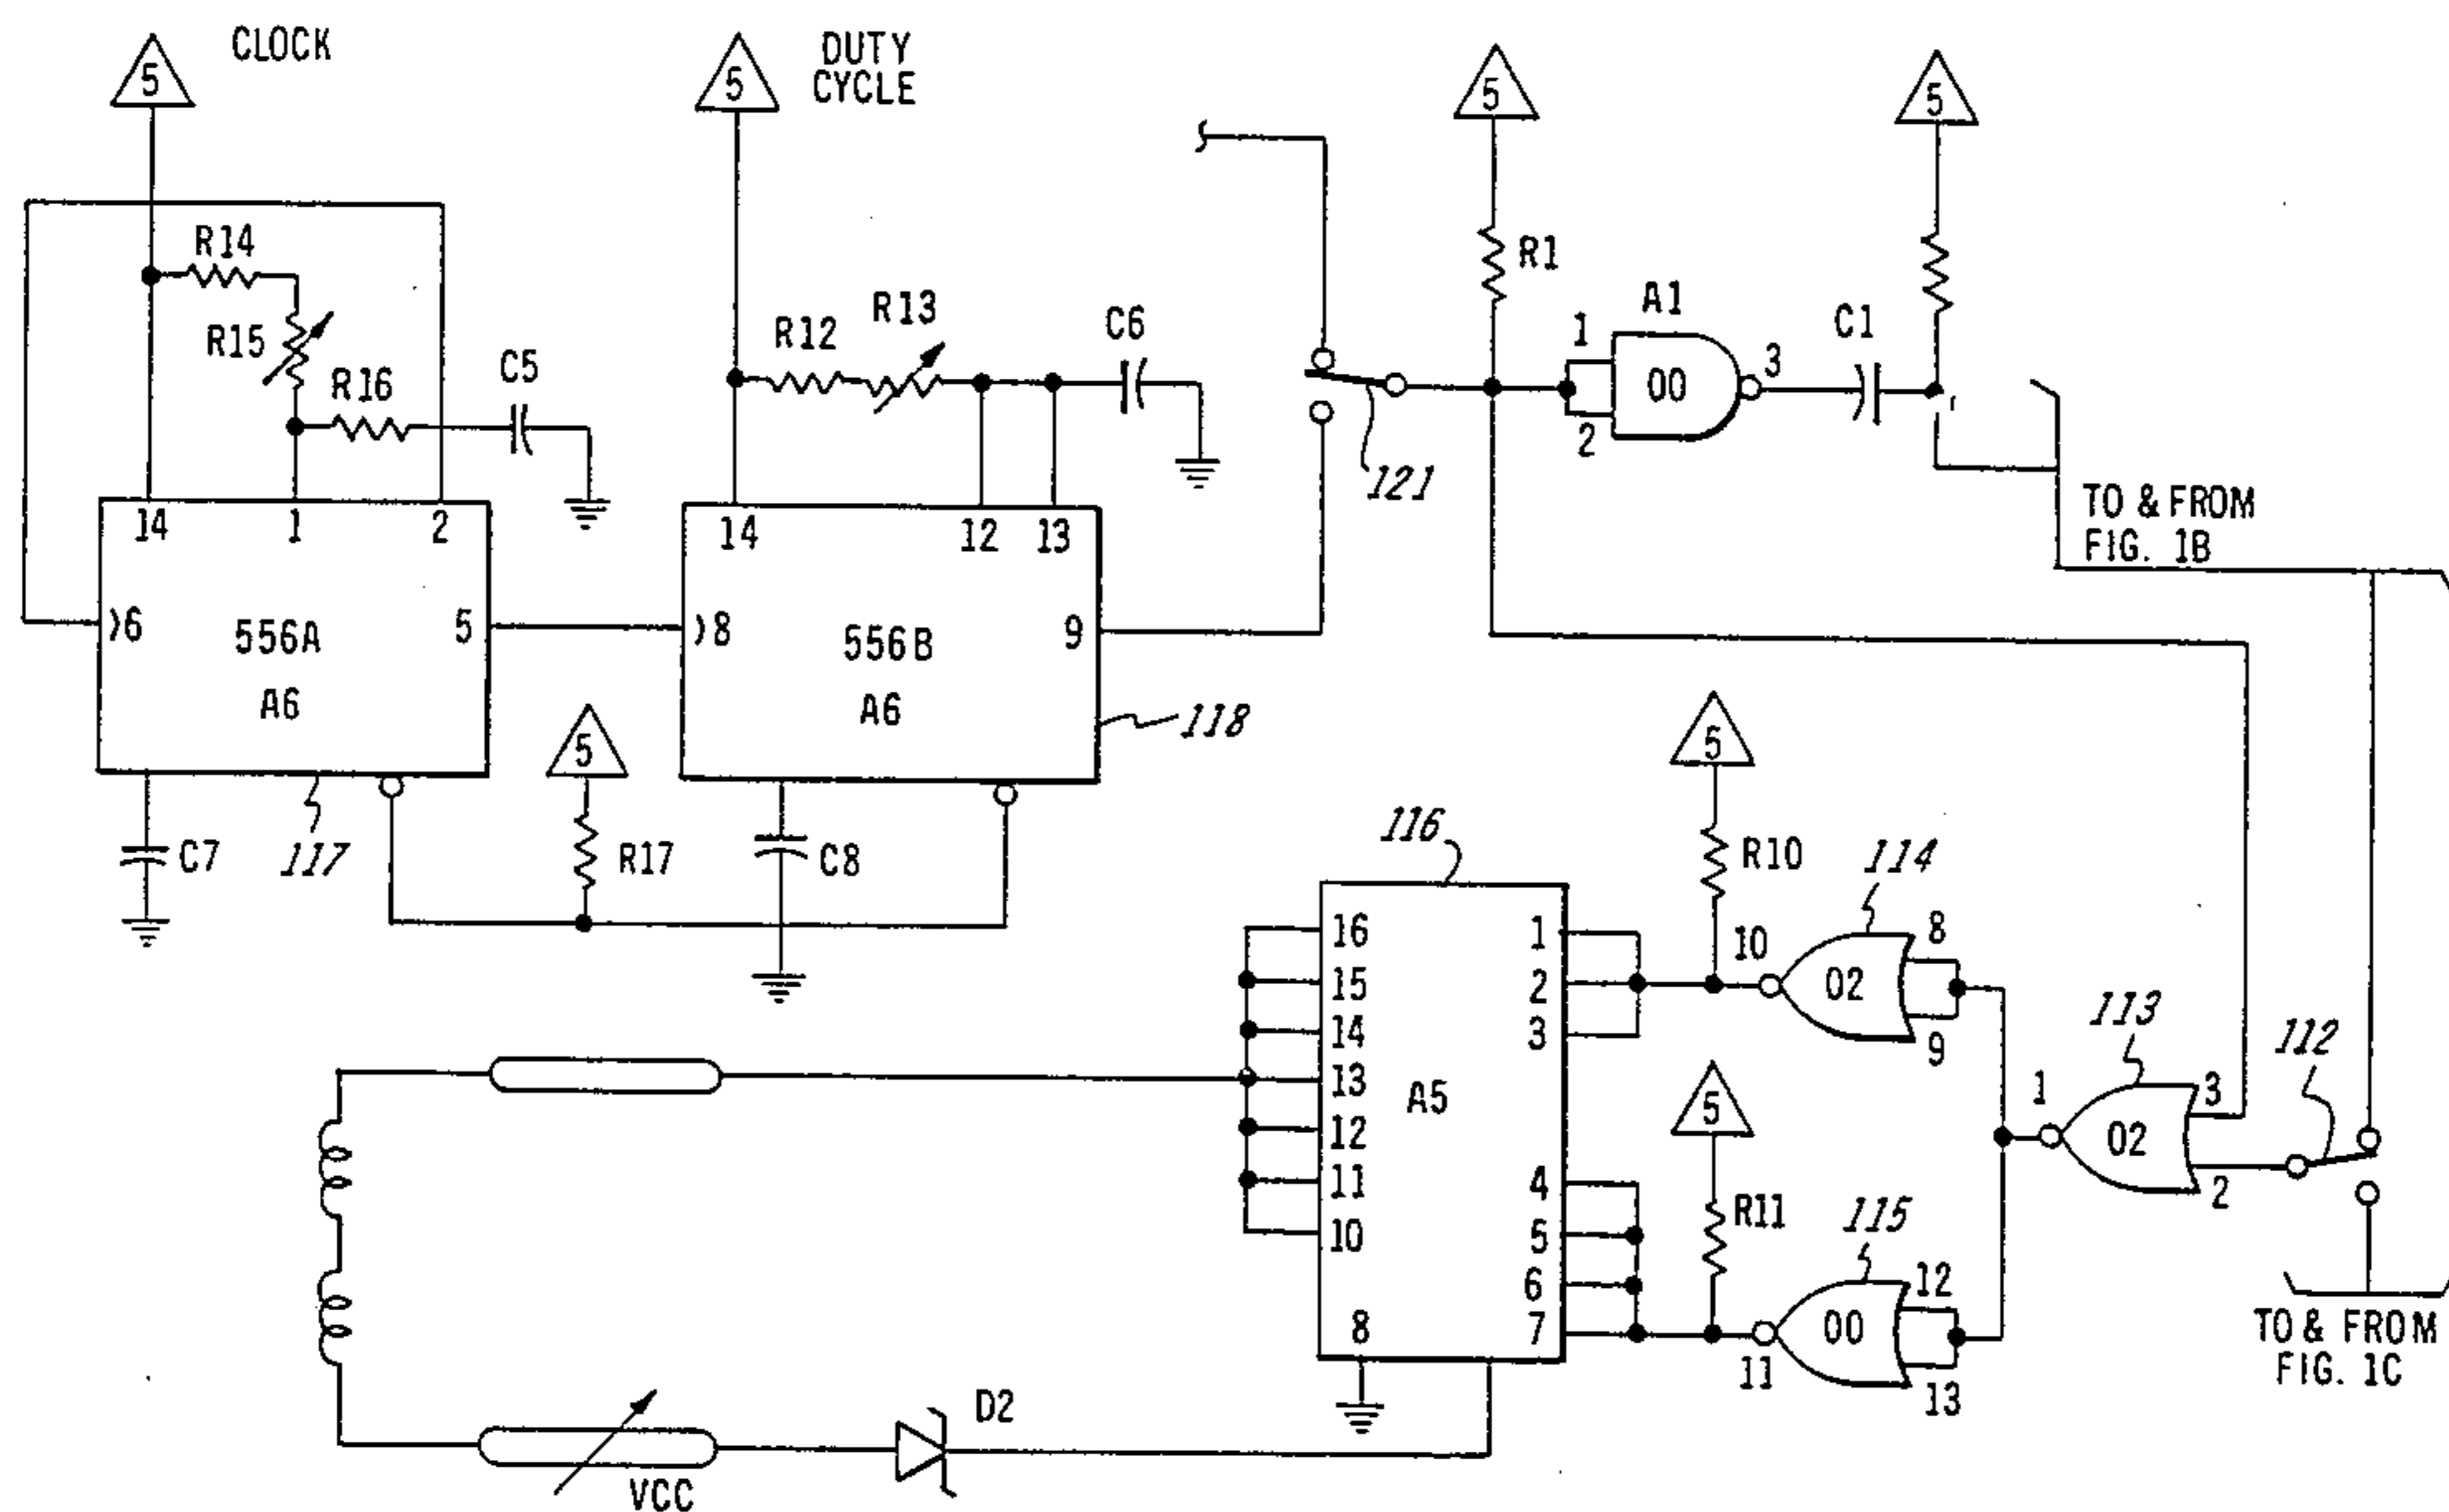 CLOCK
5
DUTY
CYCLE
5
5
5
R14
R15
R16
C5
R12
R13
C6
R1
A1
1
2
00
3
C1
121
TO & FROM
FIG. 1B
14
1
2
6
5
556A
A6
14
12
13
8
9
556B
A6
118
5
C7
117
R17
C8
5
116
R10
114
10
8
9
02
113
112
16
15
14
13
12
11
10
8
1
2
3
A5
4
5
6
7
5
R11
115
1
3
2
02
12
13
00
11
TO & FROM
FIG. 1C
D2
VCC